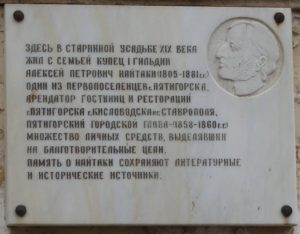 ЗДЕСЬ В СТАРИННОЙ УСАДЬБЕ XIX ВЕКА
ЖИЛ С СЕМЬЕЙ КУПЕЦ I ГИЛЬДИИ
АЛЕКСЕЙ ПЕТРОВИЧ НАЙТАКИ (1805-1881г.г.)
ОДИН ИЗ ПЕРВОПОСЕЛЕНЦЕВ г.ПЯТИГОРСКА,
АРЕНДАТОР ГОСТИНИЦ И РЕСТОРАЦИЙ
г.ПЯТИГОРСКА г.КИСЛОВОДСКА г.СТАВРОПОЛЯ,
ПЯТИГОРСКИЙ ГОРОДСКОЙ ГЛАВА (1858-1860г.г.)
МНОЖЕСТВО ЛИЧНЫХ СРЕДСТВ, ВЫДЕЛЯВШИЙ
НА БЛАГОТВОРИТЕЛЬНЫЕ ЦЕЛИ.
ПАМЯТЬ О НАЙТАКИ СОХРАНЯЮТ ЛИТЕРАТУРНЫЕ
И ИСТОРИЧЕСКИЕ ИСТОЧНИКИ.